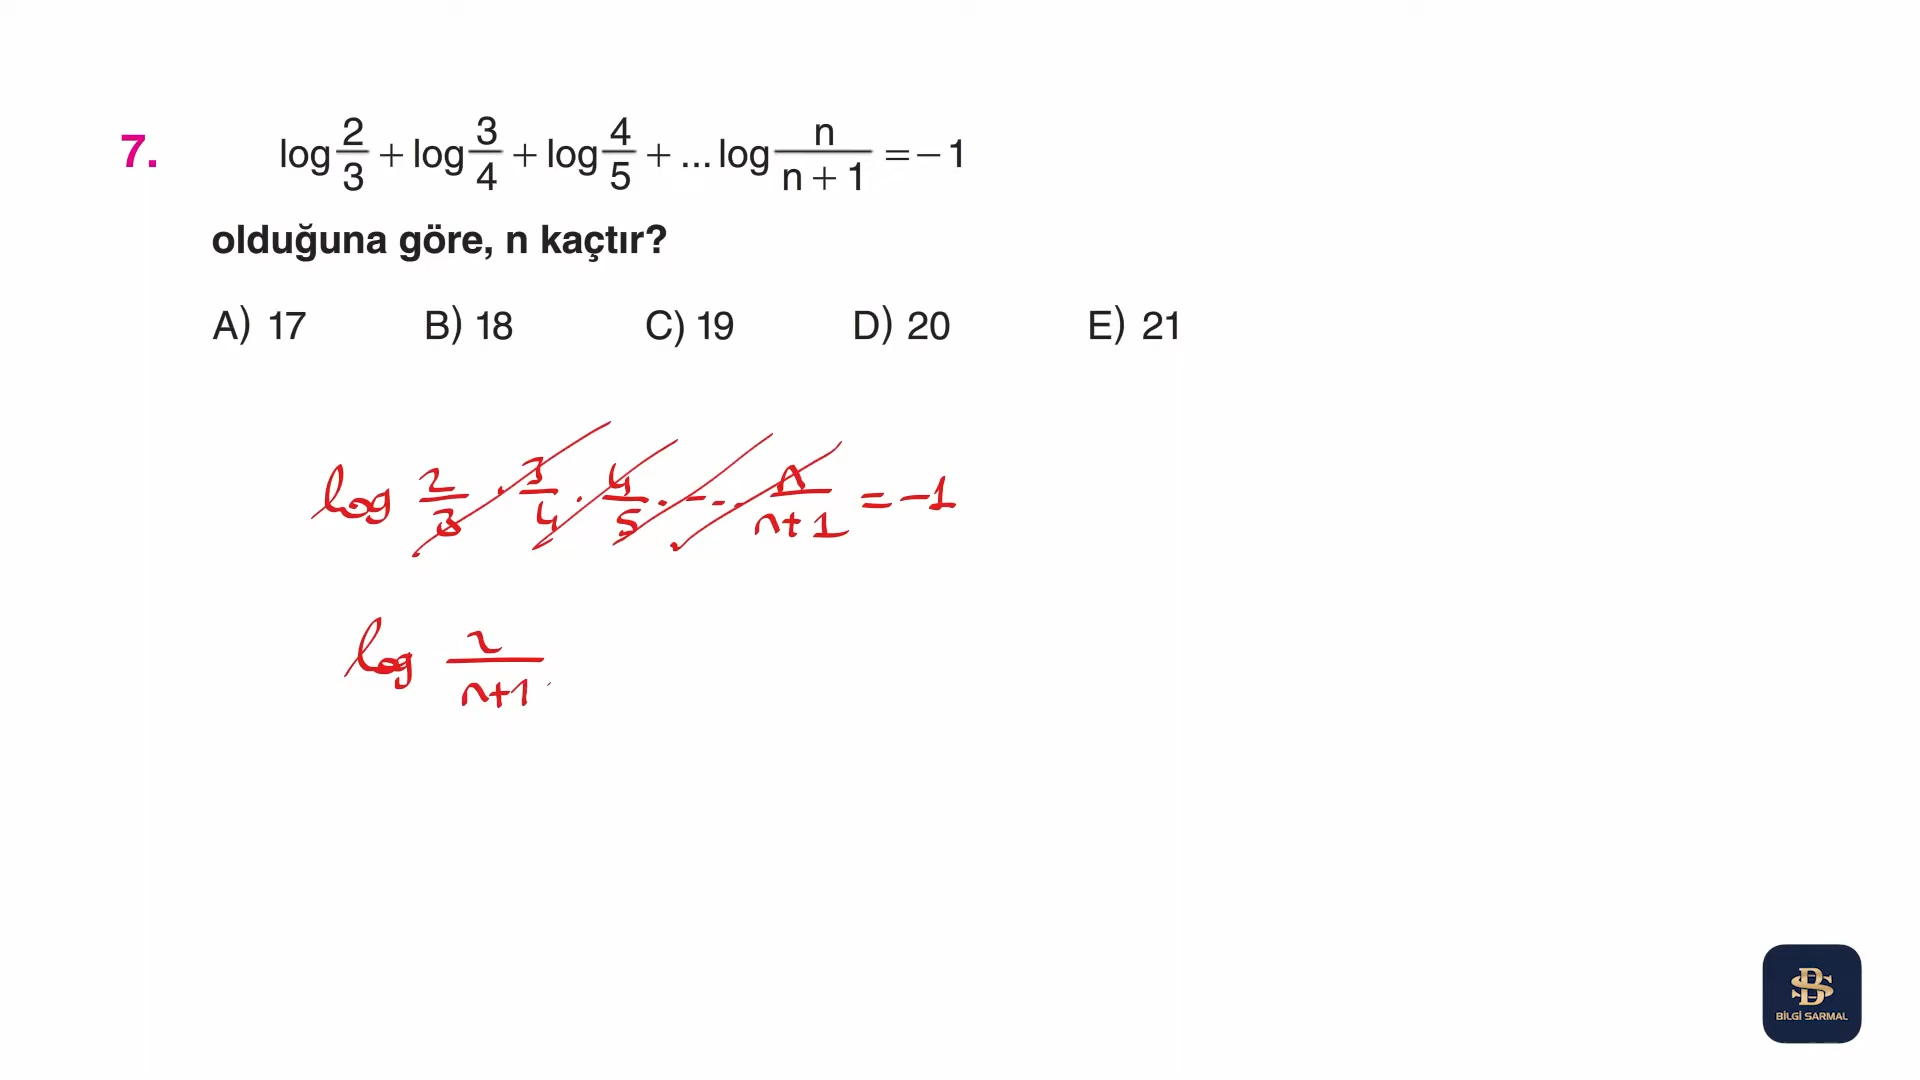 7. log 2/3 + log 3/4 + log 4/5 + ... log n/(n + 1) = −1
olduğuna göre, n kaçtır?
A) 17 B) 18 C) 19 D) 20 E) 21
log 2/3 · 3/4 · 4/5 · -- · n/(n+1) = −1
log 2/(n+1)
BİLGİ SARMAL